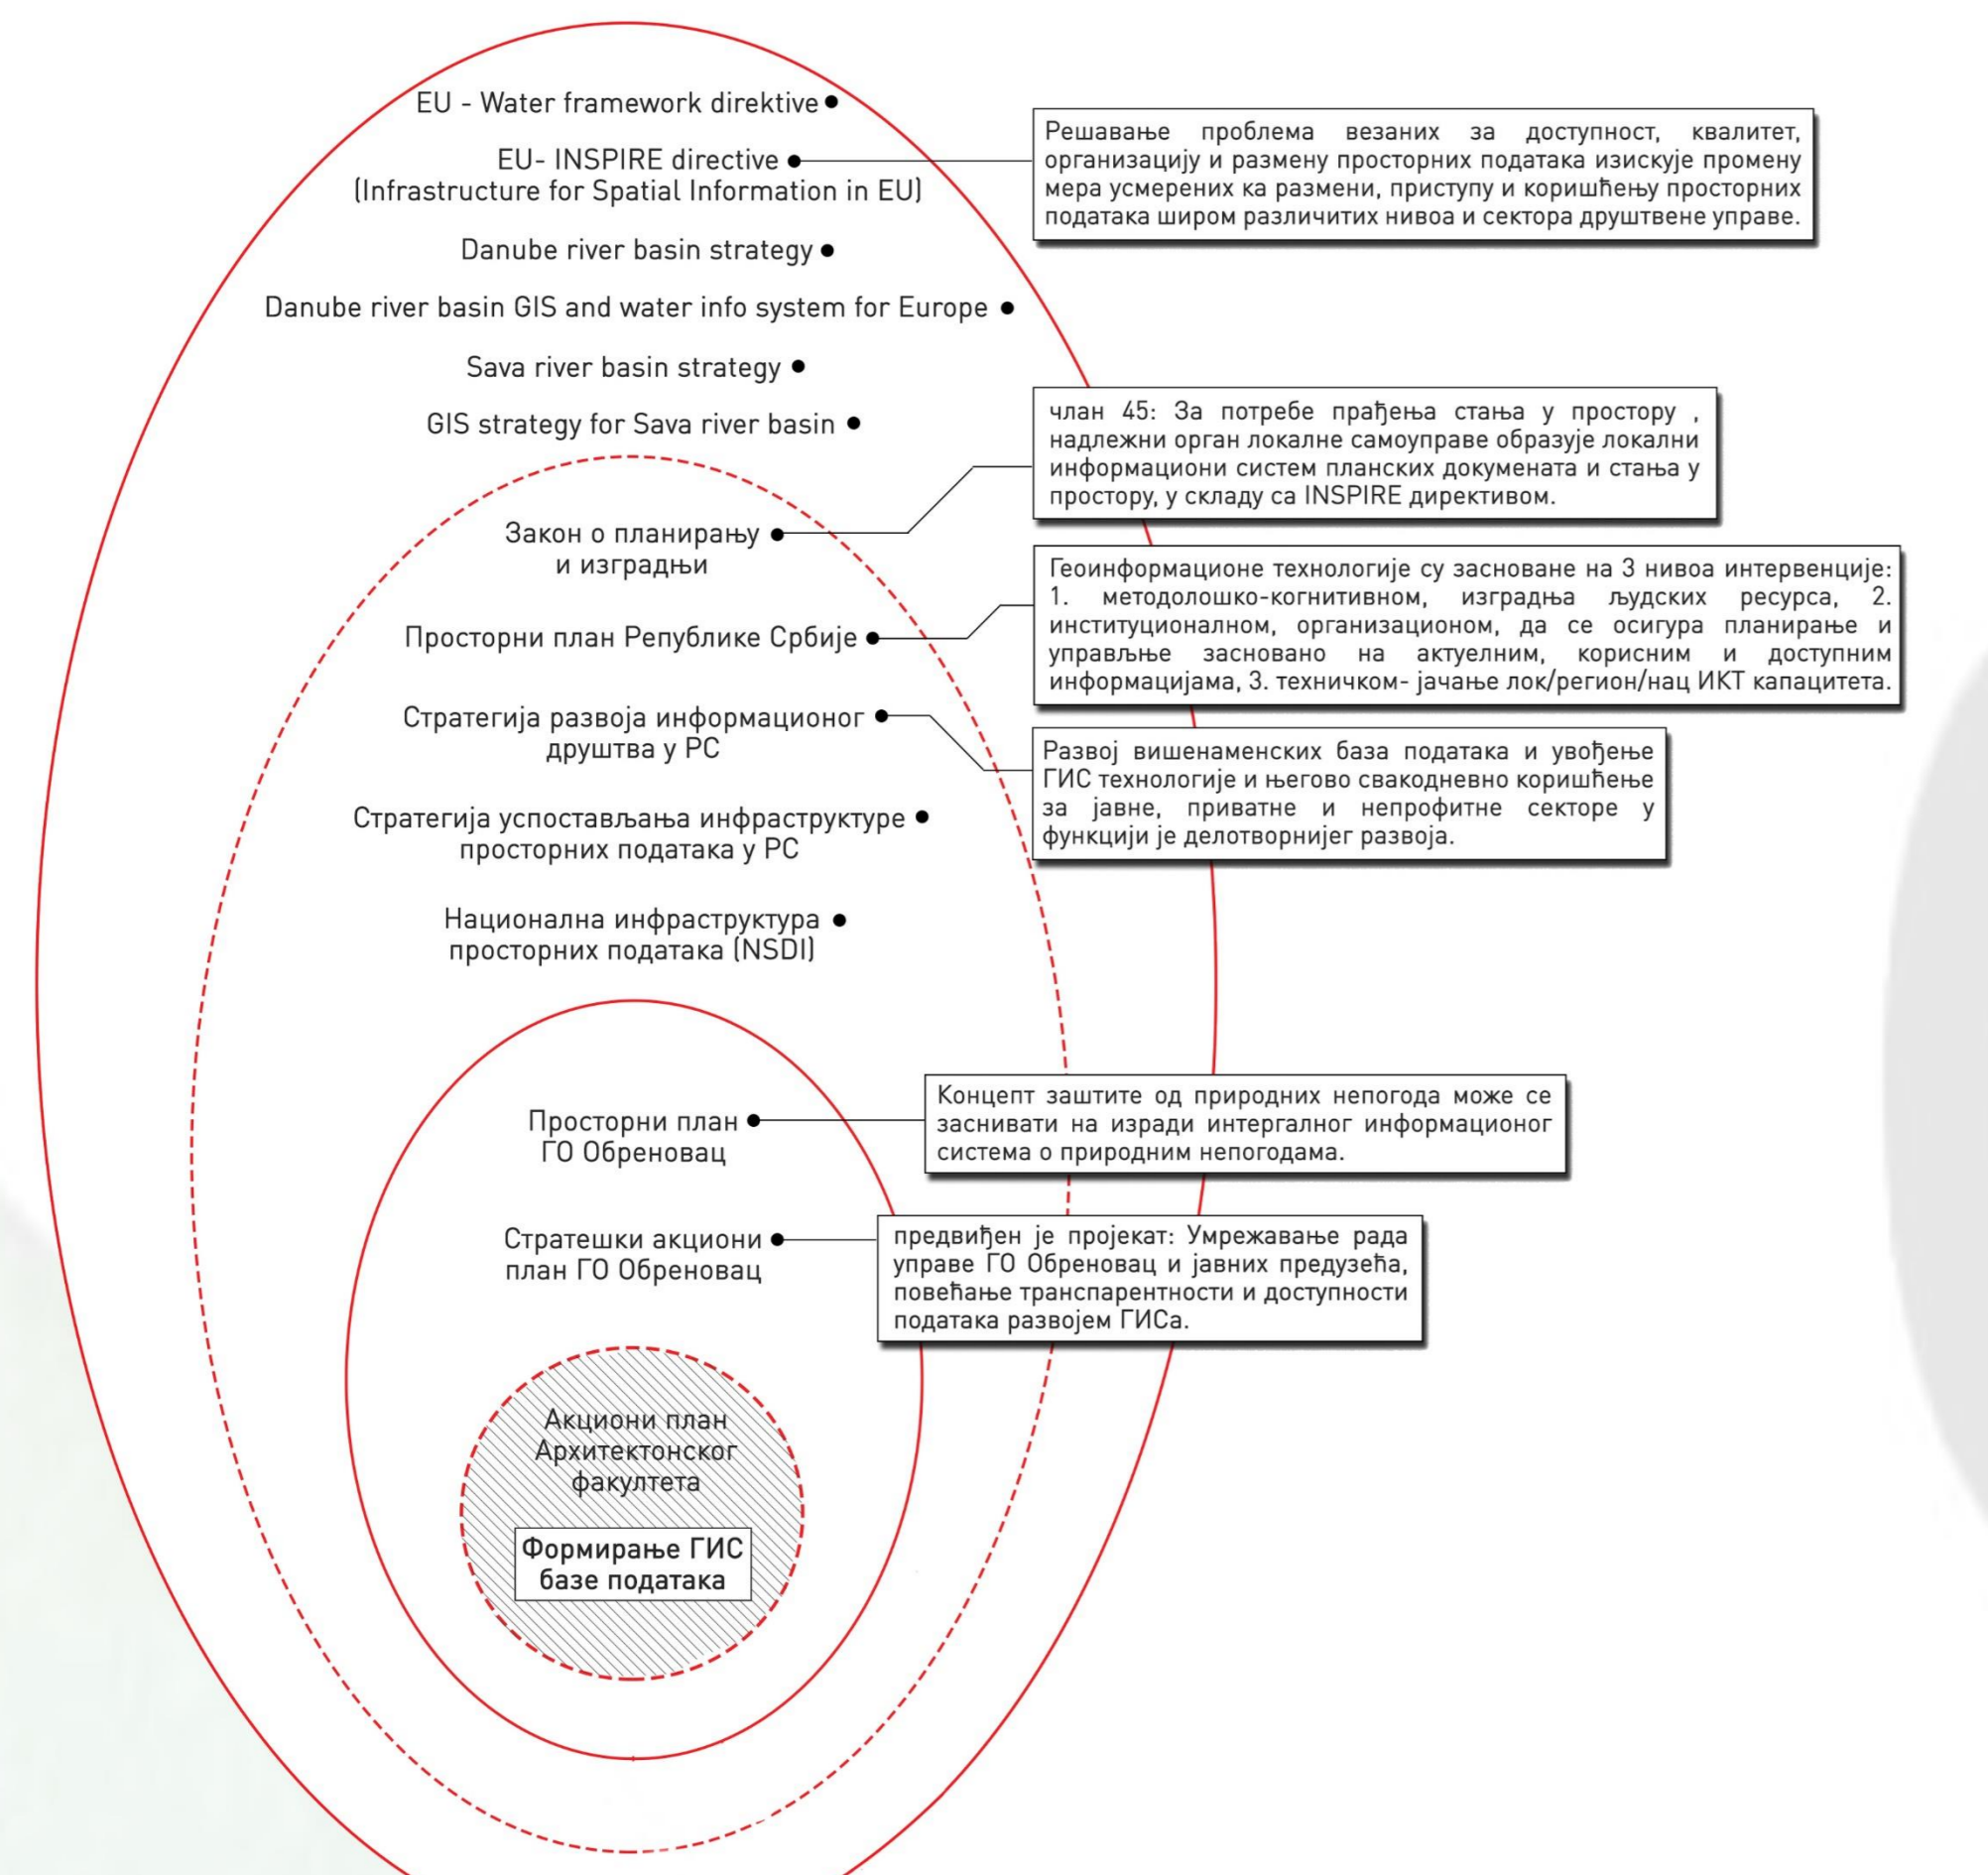 EU - Water framework direktive
EU- INSPIRE directive
(Infrastructure for Spatial Information in EU)
Решавање проблема везаних за доступност, квалитет,
организацију и размену просторних података изискује промену
мера усмерених ка размени, приступу и коришћењу просторних
података широм различитих нивоа и сектора друштвене управе.
Danube river basin strategy
Danube river basin GIS and water info system for Europe
Sava river basin strategy
GIS strategy for Sava river basin
Закон о планирању
и изградњи
члан 45: За потребе прађења стања у простору ,
надлежни орган локалне самоуправе образује локални
информациони систем планских докумената и стања у
простору, у складу са INSPIRE директивом.
Просторни план Републике Србије
Геоинформационе технологије су засноване на 3 нивоа интервенције:
1. методолошко-когнитивном, изградња људских ресурса, 2.
институционалном, организационом, да се осигура планирање и
управљње засновано на актуелним, корисним и доступним
информацијама, 3. техничком- јачање лок/регион/нац ИКТ капацитета.
Стратегија развоја информационог
друштва у РС
Развој вишенаменских база података и увођење
ГИС технологије и његово свакодневно коришћење
за јавне, приватне и непрофитне секторе у
функцији је делотворнијег развоја.
Стратегија успостављања инфраструктуре
просторних података у РС
Национална инфраструктура
просторних података (NSDI)
Просторни план
ГО Обреновац
Концепт заштите од природних непогода може се
заснивати на изради интергалног информационог
система о природним непогодама.
Стратешки акциони
план ГО Обреновац
предвиђен је пројекат: Умрежавање рада
управе ГО Обреновац и јавних предузећа,
повећање транспарентности и доступности
података развојем ГИСа.
Акциони план
Архитектонског
факултета
Формирање ГИС
базе података